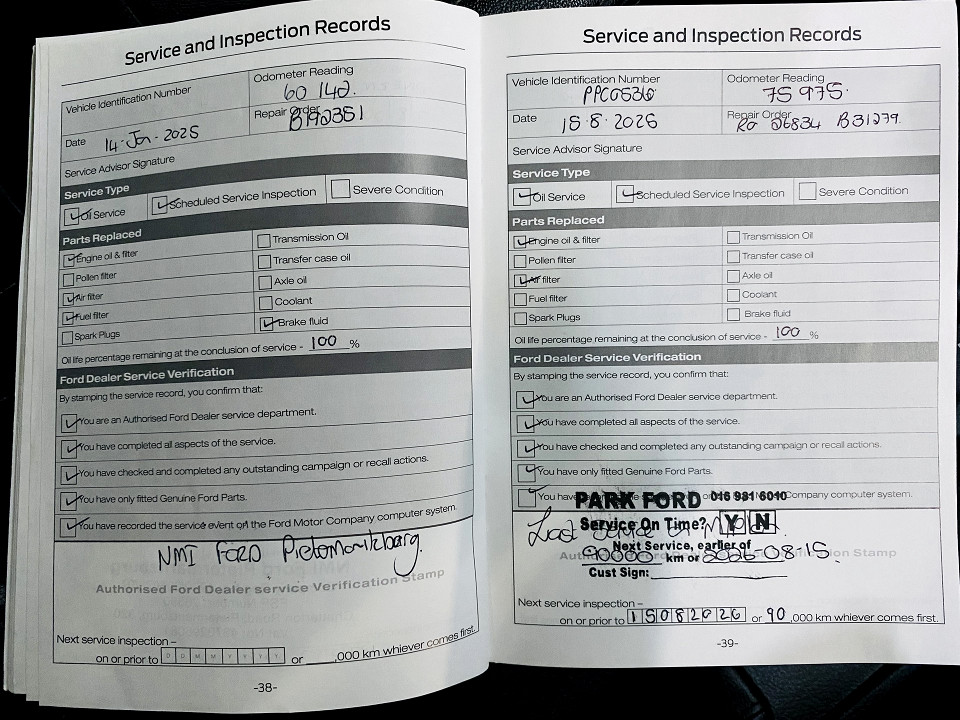 Service and Inspection Records
Vehicle Identification Number
Odometer Reading
60 142.
Date 14.Jan.2025
Repair Order
B192351
Service Advisor Signature
Service Type
Oil Service Scheduled Service Inspection Severe Condition
Parts Replaced
Engine oil & filter Transmission Oil
Pollen filter Transfer case oil
Air filter Axle oil
Fuel filter Coolant
Spark Plugs Brake fluid
Oil life percentage remaining at the conclusion of service - 100 %
Ford Dealer Service Verification
By stamping the service record, you confirm that:
You are an Authorised Ford Dealer service department.
You have completed all aspects of the service.
You have checked and completed any outstanding campaign or recall actions.
You have only fitted Genuine Ford Parts.
You have recorded the service event on the Ford Motor Company computer system.
NMI FORD Pietermaritzburg.
Authorised Ford Dealer service Verification Stamp
Next service inspection –
on or prior to D D M M Y Y Y Y or ,000 km whiever comes first.
-38-
Service and Inspection Records
Vehicle Identification Number
Odometer Reading
75 975.
Date 15.8.2025
Repair Order
RO 26834 B31279
Service Advisor Signature
Service Type
Oil Service Scheduled Service Inspection Severe Condition
Parts Replaced
Engine oil & filter Transmission Oil
Pollen filter Transfer case oil
Air filter Axle oil
Fuel filter Coolant
Spark Plugs Brake fluid
Oil life percentage remaining at the conclusion of service - 100 %
Ford Dealer Service Verification
By stamping the service record, you confirm that:
You are an Authorised Ford Dealer service department.
You have completed all aspects of the service.
You have checked and completed any outstanding campaign or recall actions.
You have only fitted Genuine Ford Parts.
You have Company computer system.
PARK FORD 016 981 6010
Service On Time? Y N
Next Service, earlier of
90000 km or 2026-08-15
Cust Sign:
Stamp
Next service inspection –
on or prior to 15082026 or 90 ,000 km whiever comes first.
-39-